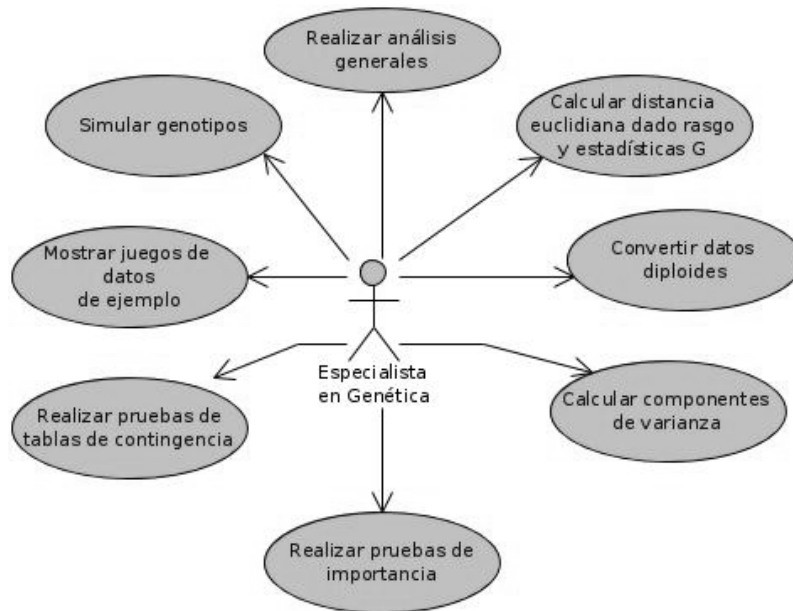 Realizar análisis
generales
Simular genotipos
Calcular distancia
euclidiana dado rasgo
y estadísticas G
Mostrar juegos de
datos
de ejemplo
Convertir datos
diploides
Especialista
en Genética
Realizar pruebas de
tablas de contingencia
Calcular componentes
de varianza
Realizar pruebas de
importancia